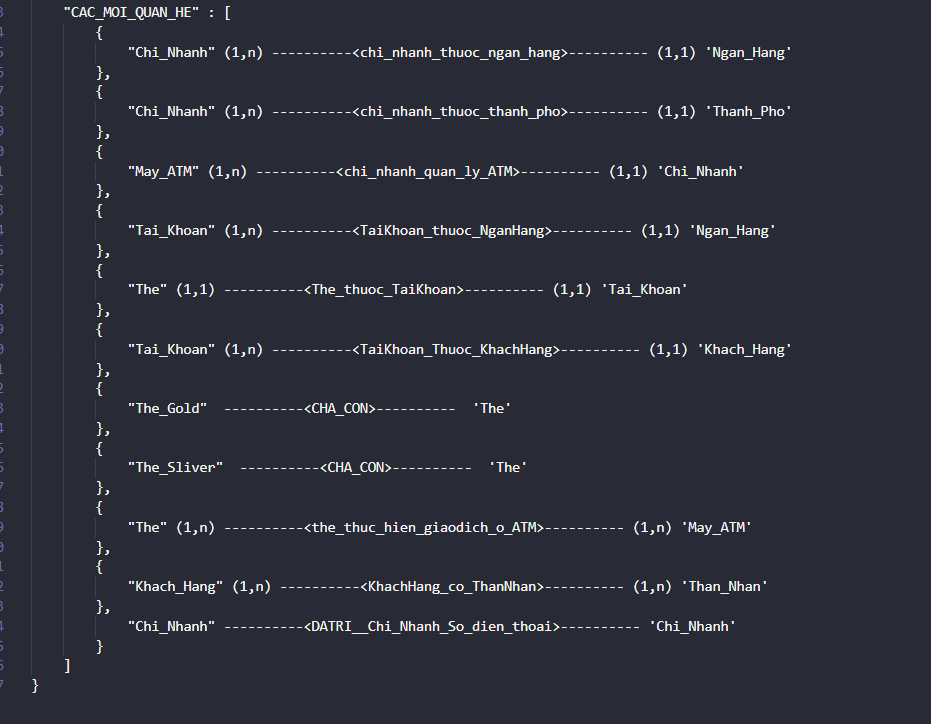 "CAC_MOI_QUAN_HE" : [
{
"Chi_Nhanh" (1,n) ----------<chi_nhanh_thuoc_ngan_hang>---------- (1,1) 'Ngan_Hang'
},
{
"Chi_Nhanh" (1,n) ----------<chi_nhanh_thuoc_thanh_pho>---------- (1,1) 'Thanh_Pho'
},
{
"May_ATM" (1,n) ----------<chi_nhanh_quan_ly_ATM>---------- (1,1) 'Chi_Nhanh'
},
{
"Tai_Khoan" (1,n) ----------<TaiKhoan_thuoc_NganHang>---------- (1,1) 'Ngan_Hang'
},
{
"The" (1,1) ----------<The_thuoc_TaiKhoan>---------- (1,1) 'Tai_Khoan'
},
{
"Tai_Khoan" (1,n) ----------<TaiKhoan_Thuoc_KhachHang>---------- (1,1) 'Khach_Hang'
},
{
"The_Gold"  ----------<CHA_CON>----------  'The'
},
{
"The_Sliver"  ----------<CHA_CON>----------  'The'
},
{
"The" (1,n) ----------<the_thuc_hien_giaodich_o_ATM>---------- (1,n) 'May_ATM'
},
{
"Khach_Hang" (1,n) ----------<KhachHang_co_ThanNhan>---------- (1,n) 'Than_Nhan'
},
"Chi_Nhanh" ----------<DATRI__Chi_Nhanh_So_dien_thoai>---------- 'Chi_Nhanh'
}
]
}